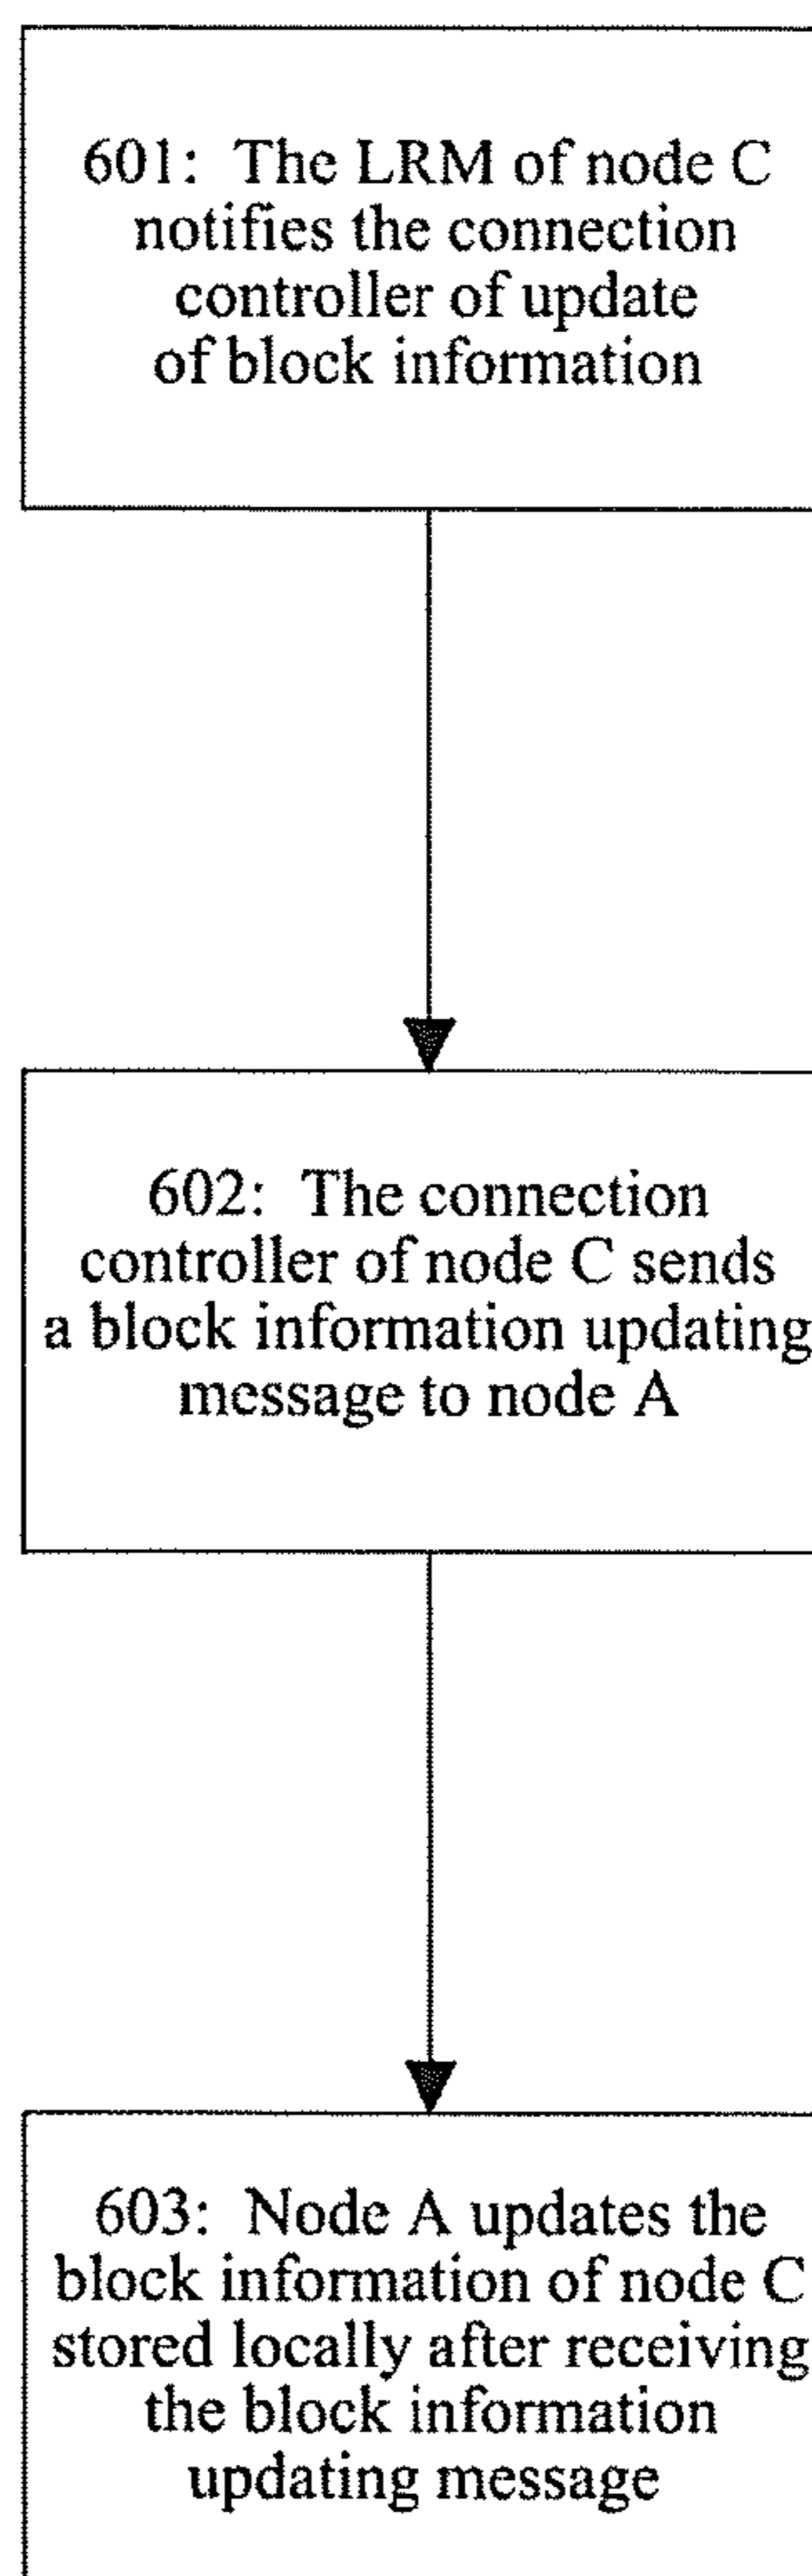 601: The LRM of node C
notifies the connection
controller of update
of block information
602: The connection
controller of node C sends
a block information updating
message to node A
603: Node A updates the
block information of node C
stored locally after receiving
the block information
updating message